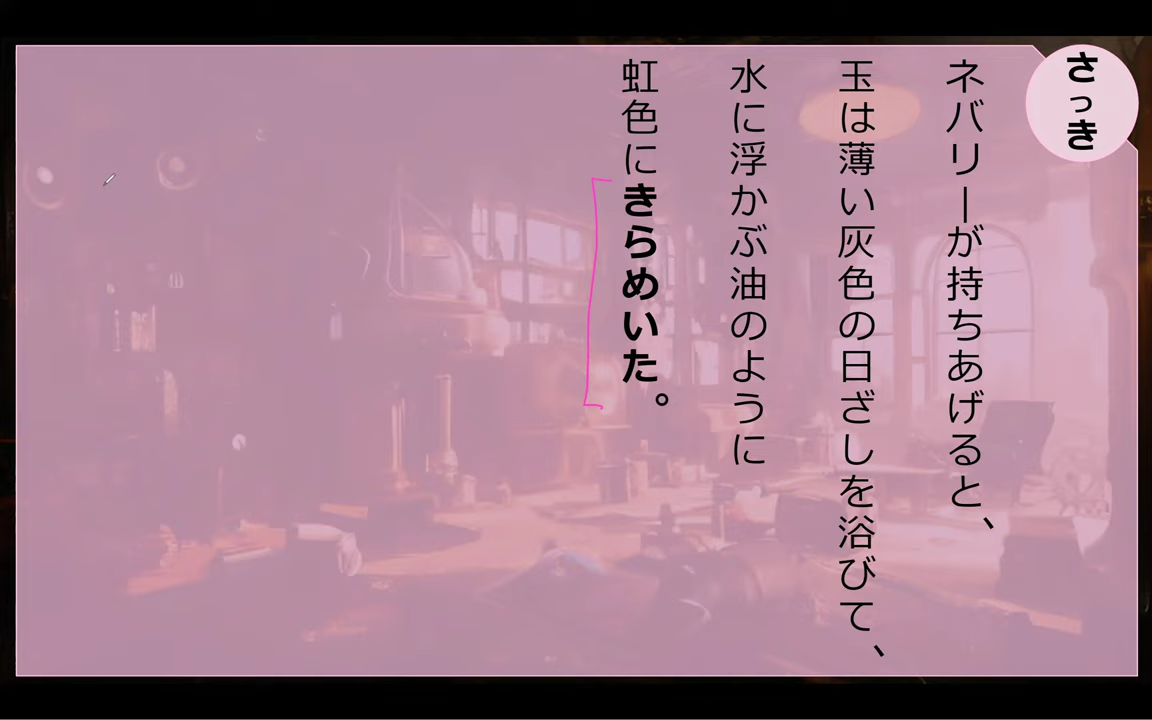 さっき
ネバリーが持ちあげると、
玉は薄い灰色の日ざしを浴びて、
水に浮かぶ油のように
虹色にきらめいた。